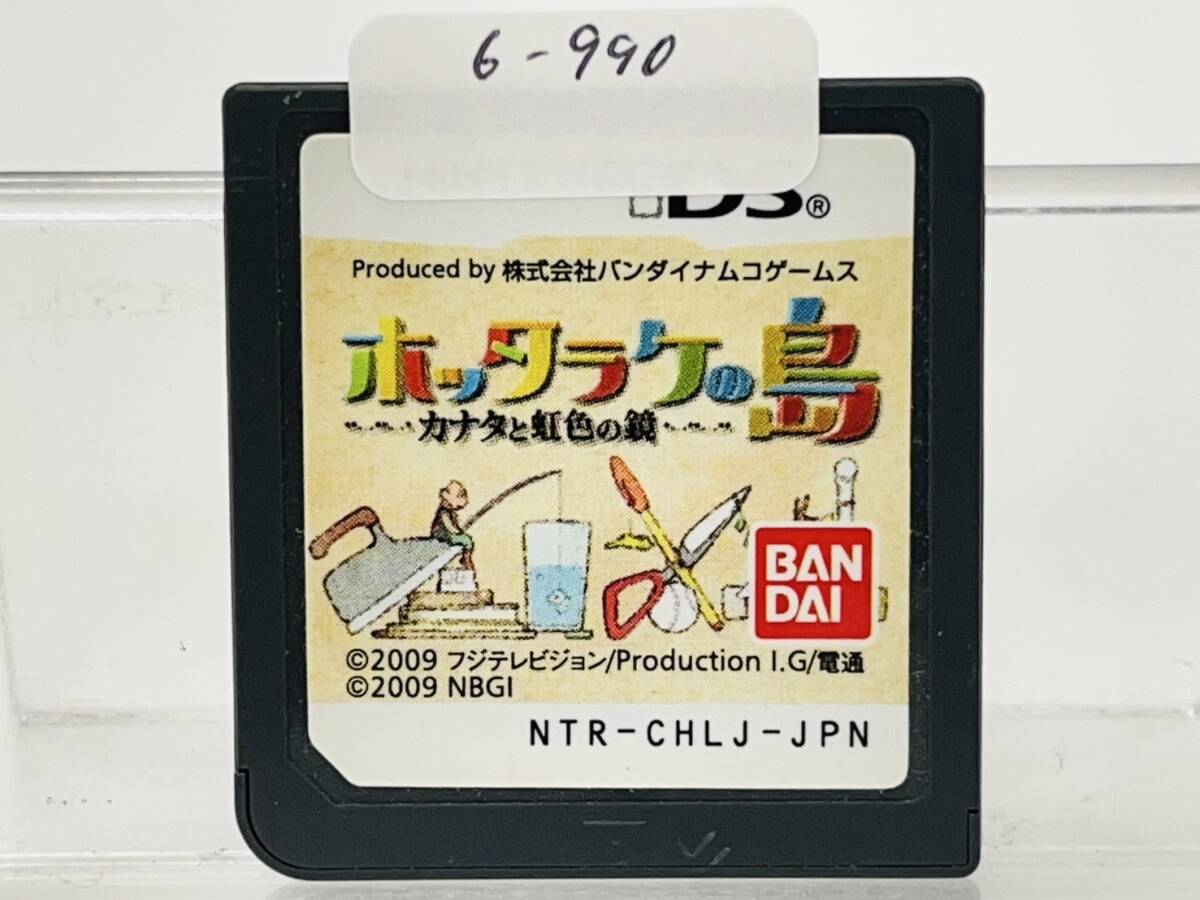 6-990
DS®
Produced by 株式会社バンダイナムコゲームス
ホッタラケの島
カナタと虹色の鏡
BAN
DAI
©2009 フジテレビジョン/Production I.G/電通
©2009 NBGI
NTR-CHLJ-JPN